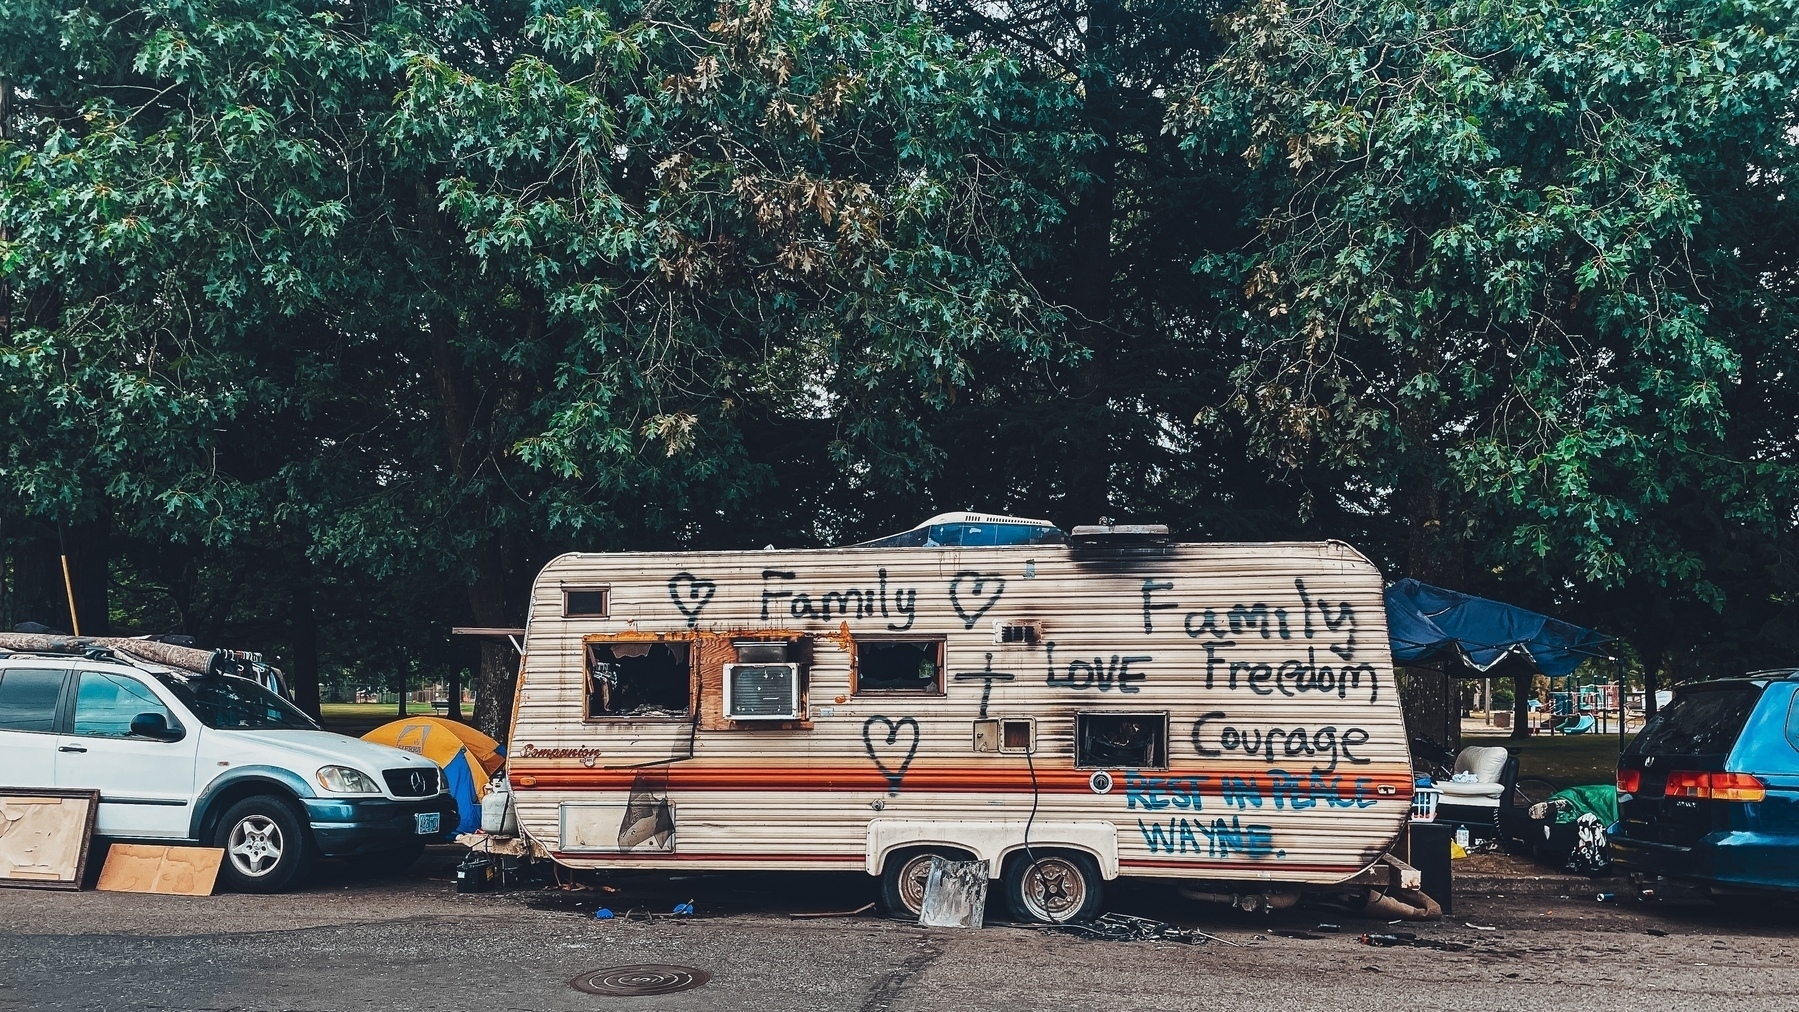 Family
Family
LOVE Freedom
Courage
Companion
REST IN PEACE
WAYNE.